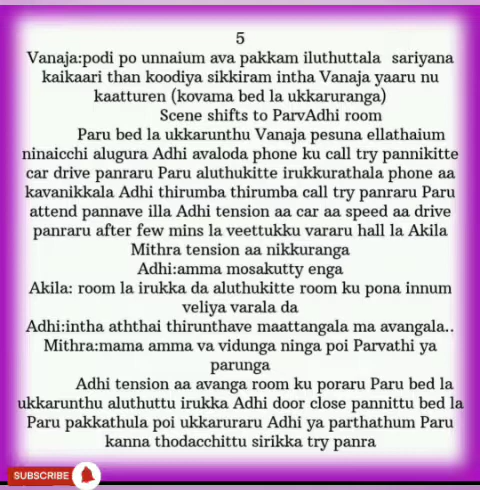 5
Vanaja:podi po unnaium ava pakkam iluthuttala sariyana
kaikaari than koodiya sikkiram intha Vanaja yaaru nu
kaatturen (kovama bed la ukkaruranga)
Scene shifts to ParvAdhi room
Paru bed la ukkarunthu Vanaja pesuna ellathaium
ninaicchi alugura Adhi avaloda phone ku call try pannikitte
car drive panraru Paru aluthukitte irukkurathala phone aa
kavanikkala Adhi thirumba thirumba call try panraru Paru
attend pannave illa Adhi tension aa car aa speed aa drive
panraru after few mins la veettukku vararu hall la Akila
Mithra tension aa nikkuranga
Adhi:amma mosakutty enga
Akila: room la irukka da aluthukitte room ku pona innum
veliya varala da
Adhi:intha aththai thirunthave maattangala ma avangala..
Mithra:mama amma va vidunga ninga poi Parvathi ya
parunga
Adhi tension aa avanga room ku poraru Paru bed la
ukkarunthu aluthuttu irukka Adhi door close pannittu bed la
Paru pakkathula poi ukkaruraru Adhi ya parthathum Paru
kanna thodacchittu sirikka try panra
SUBSCRIBE